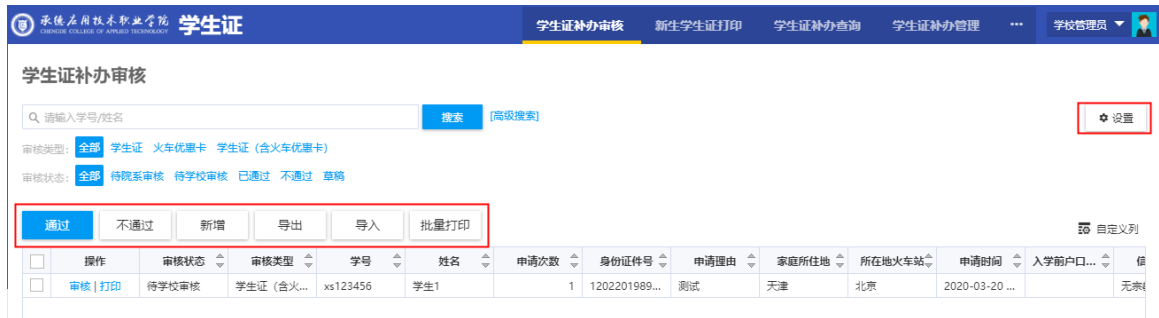 承德应用技术职业学院 学生证 学生证补办审核 新生学生证打印 学生证补办查询 学生证补办管理 ··· 学校管理员
CHENGDE COLLEGE OF APPLIED TECHNOLOGY
学生证补办审核
请输入学号/姓名 搜索 [高级搜索] 设置
审核类型: 全部 学生证 火车优惠卡 学生证（含火车优惠卡）
审核状态: 全部 待院系审核 待学校审核 已通过 不通过 草稿
通过 不通过 新增 导出 导入 批量打印 自定义列
操作 审核状态 审核类型 学号 姓名 申请次数 身份证件号 申请理由 家庭所住地 所在地火车站 申请时间 入学前户口...
审核 | 打印 待学校审核 学生证（含火... xs123456 学生1 1 1202201989... 测试 天津 北京 2020-03-20 ...